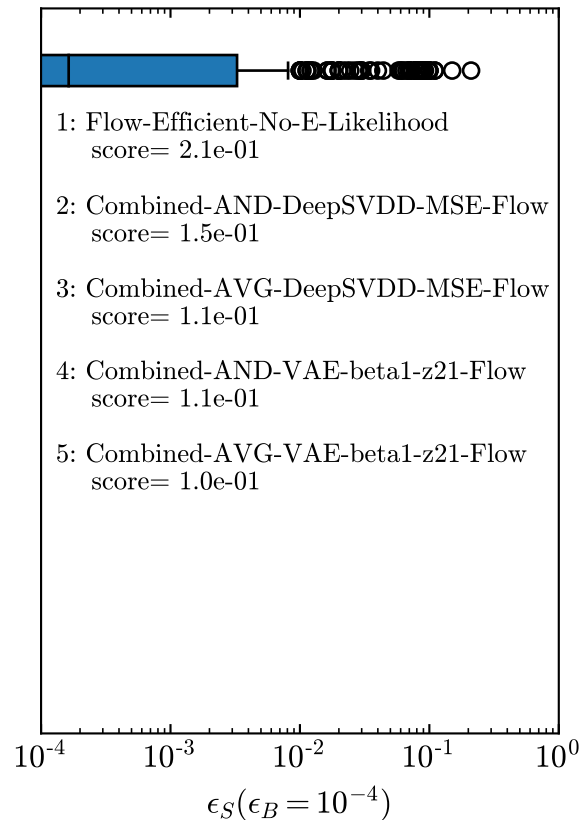 1: Flow-Efficient-No-E-Likelihood
score= 2.1e-01
2: Combined-AND-DeepSVDD-MSE-Flow
score= 1.5e-01
3: Combined-AVG-DeepSVDD-MSE-Flow
score= 1.1e-01
4: Combined-AND-VAE-beta1-z21-Flow
score= 1.1e-01
5: Combined-AVG-VAE-beta1-z21-Flow
score= 1.0e-01
10⁻⁴ 10⁻³ 10⁻² 10⁻¹ 10⁰
ϵ_S(ϵ_B = 10⁻⁴)